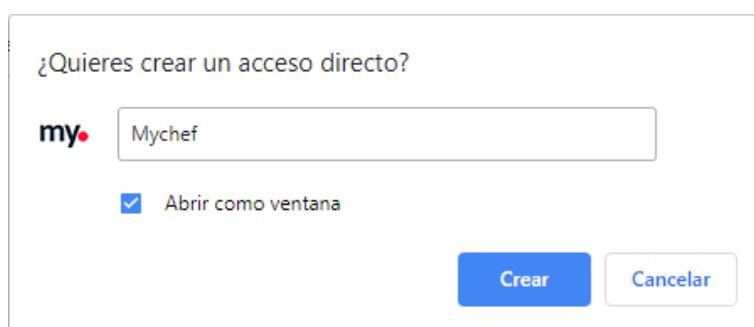 ¿Quieres crear un acceso directo?
my.
Mychef
Abrir como ventana
Crear
Cancelar